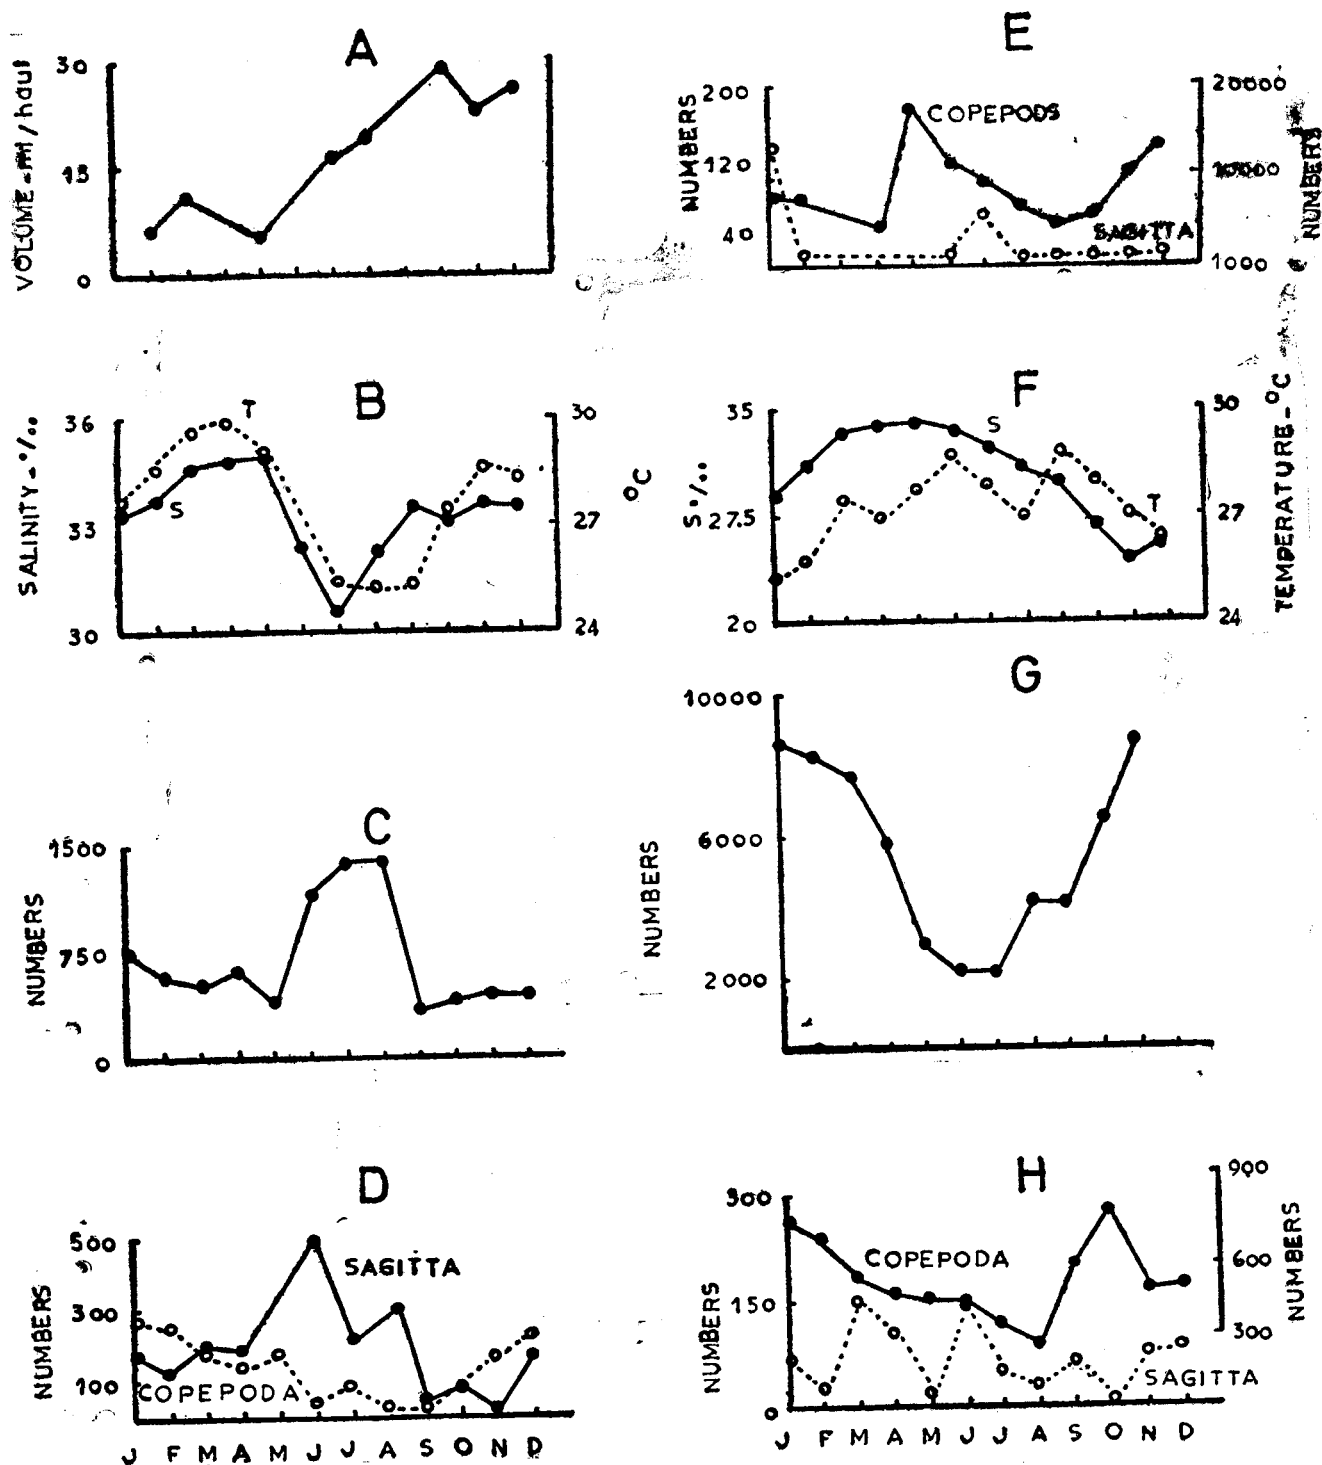 A
VOLUME - ml / haul
30
15
0
B
SALINITY - °/..
36
33
30
T
S
30
27
24
°C
C
NUMBERS
1500
750
0
D
NUMBERS
500
300
100
SAGITTA
COPEPODA
J F M A M J J A S O N D
E
NUMBERS
200
120
40
COPEPODS
SAGITTA
20000
10000
1000
NUMBERS
F
S °/..
35
27.5
20
S
T
30
27
24
TEMPERATURE - °C
G
NUMBERS
10000
6000
2000
H
NUMBERS
300
150
0
COPEPODA
SAGITTA
900
600
300
NUMBERS
J F M A M J J A S O N D